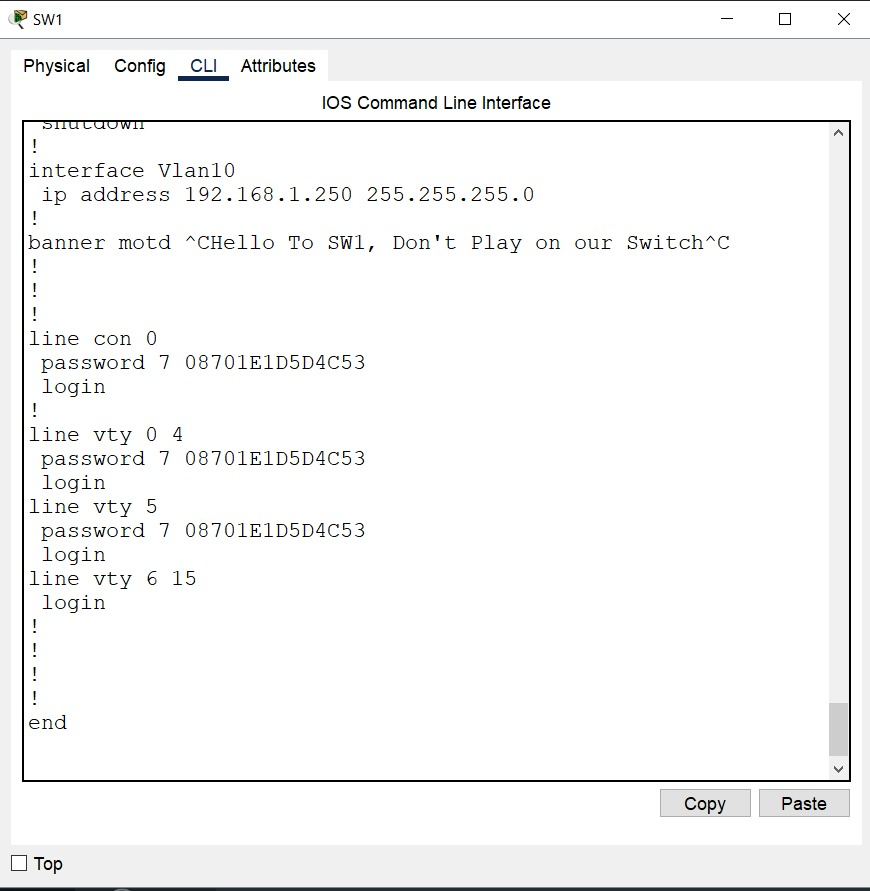 SW1
Physical Config CLI Attributes
IOS Command Line Interface
shutdown
!
interface Vlan10
ip address 192.168.1.250 255.255.255.0
!
banner motd ^CHello To SW1, Don't Play on our Switch^C
!
!
!
line con 0
password 7 08701E1D5D4C53
login
!
line vty 0 4
password 7 08701E1D5D4C53
login
line vty 5
password 7 08701E1D5D4C53
login
line vty 6 15
login
!
!
!
!
end
Copy Paste
Top